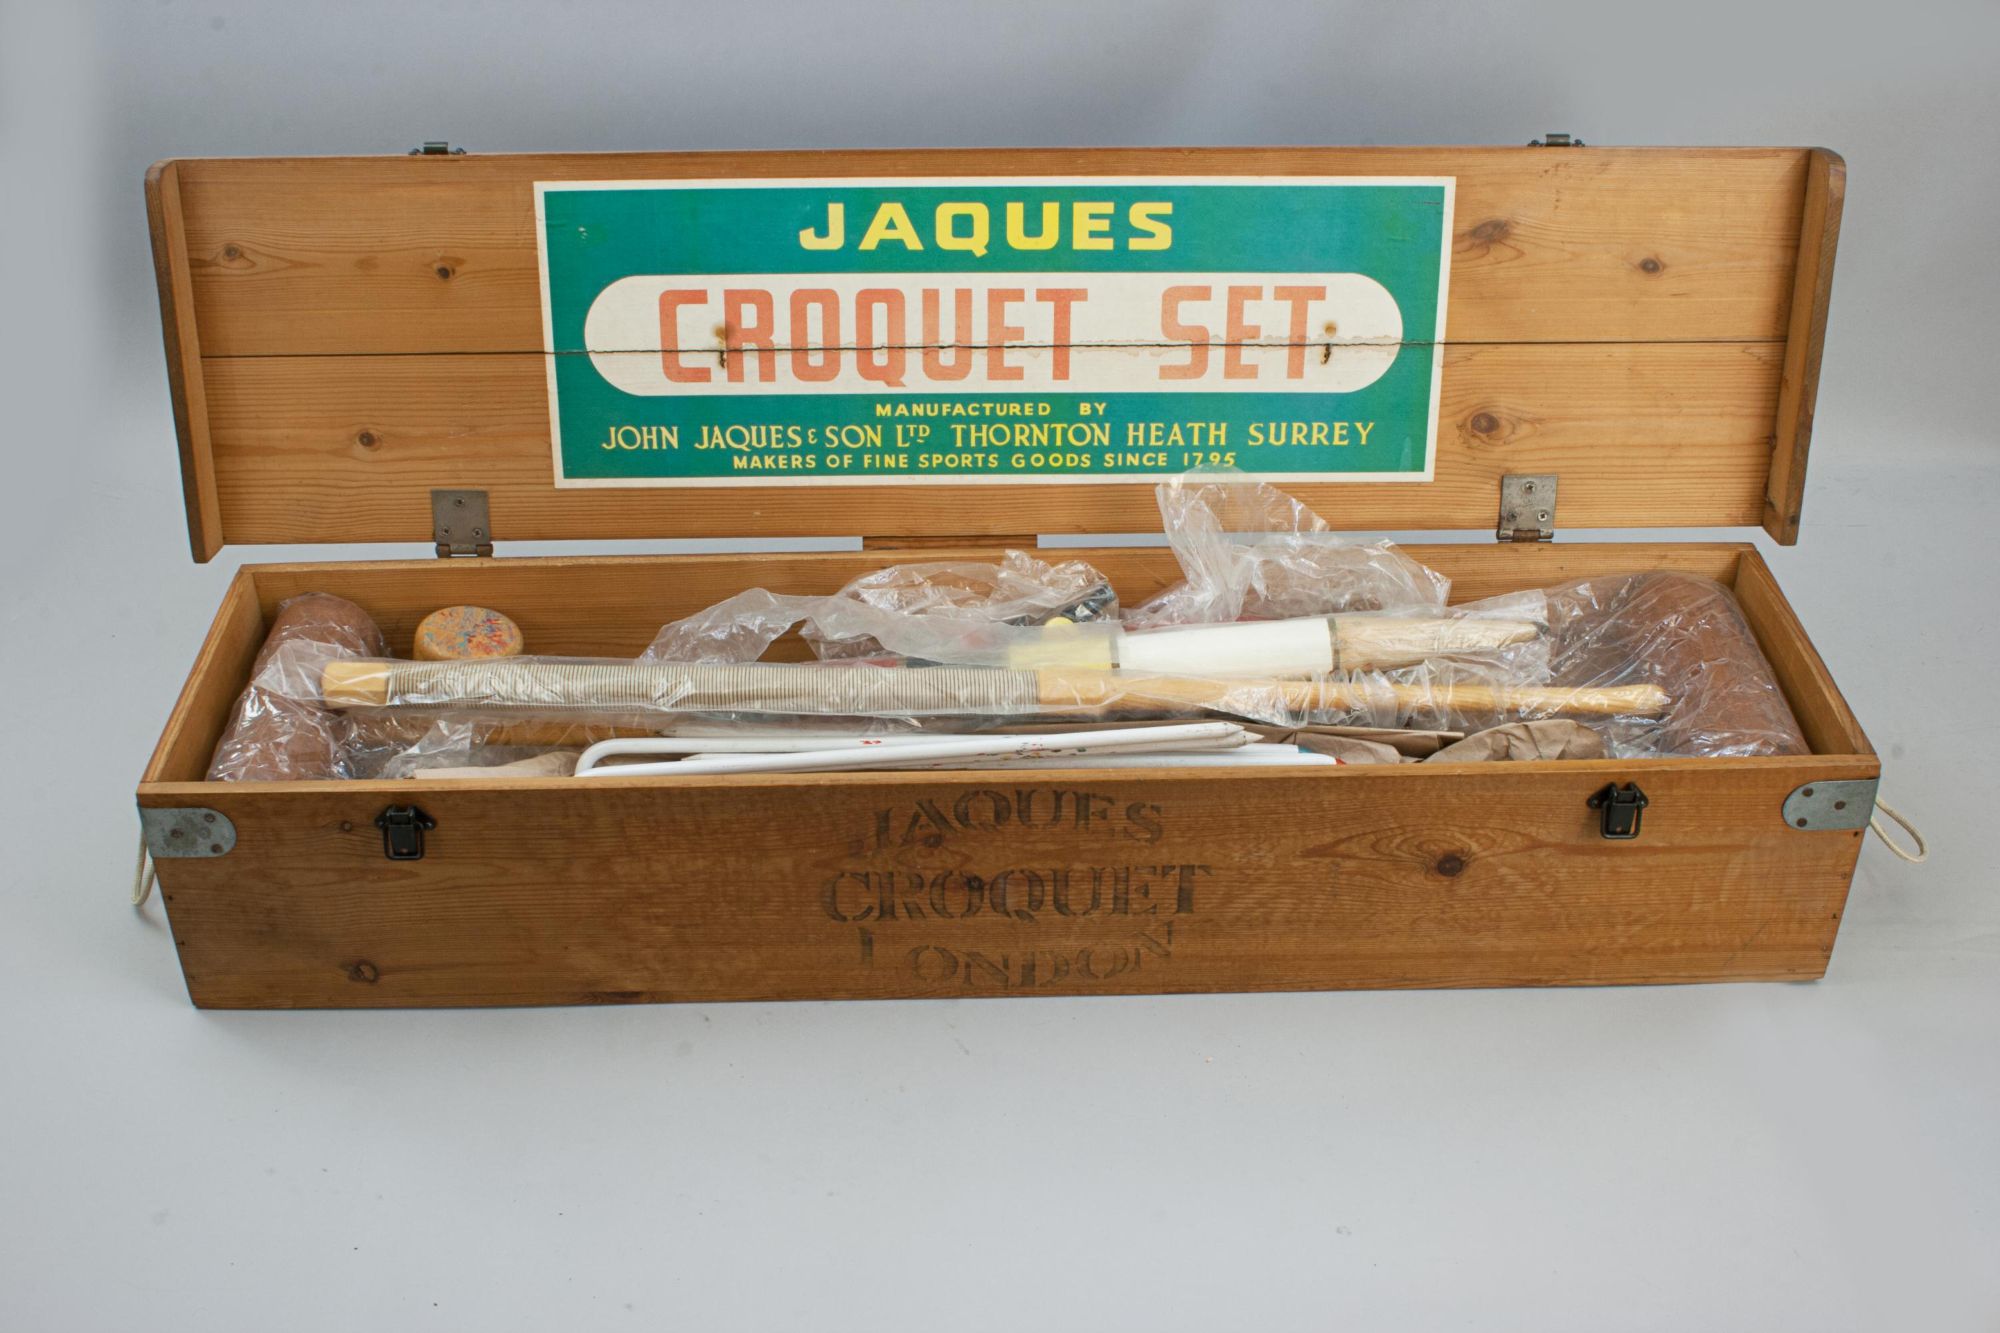 JAQUES
CROQUET SET
MANUFACTURED BY
JOHN JAQUES & SON LTD THORNTON HEATH SURREY
MAKERS OF FINE SPORTS GOODS SINCE 1795
JAQUES
CROQUET
LONDON